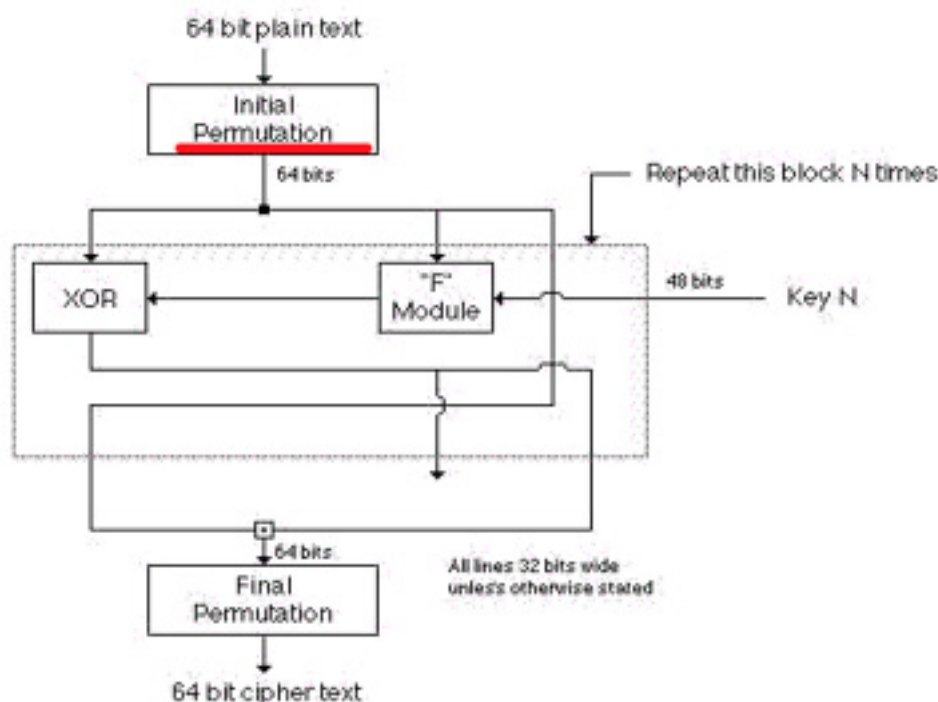 64 bit plain text
Initial
Permutation
64 bits
Repeat this block N times
XOR
"F"
Module
48 bits
Key N
64 bits
All lines 32 bits wide
unless otherwise stated
Final
Permutation
64 bit cipher text